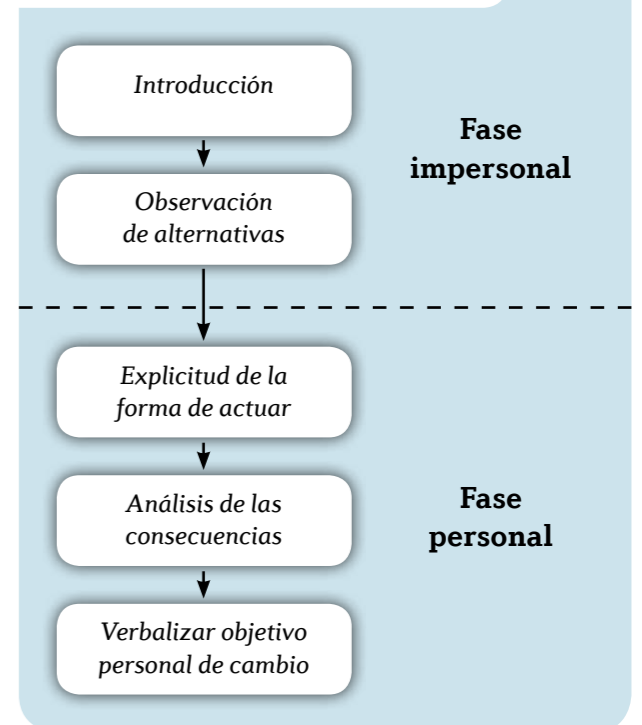 Introducción
Fase
impersonal
Observación
de alternativas
Explicitud de la
forma de actuar
Análisis de las
consecuencias
Fase
personal
Verbalizar objetivo
personal de cambio